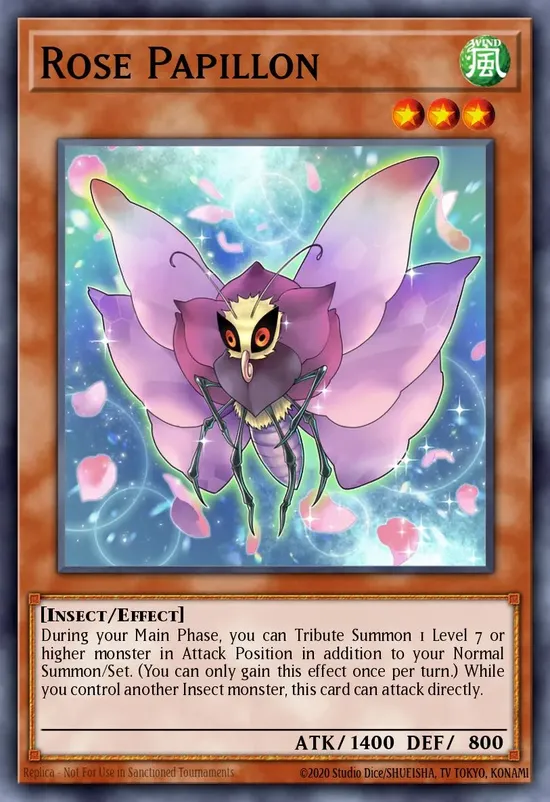 ROSE PAPILLON
WIND
風
[INSECT/EFFECT]
During your Main Phase, you can Tribute Summon 1 Level 7 or
higher monster in Attack Position in addition to your Normal
Summon/Set. (You can only gain this effect once per turn.) While
you control another Insect monster, this card can attack directly.
ATK/1400 DEF/ 800
Replica - Not For Use in Sanctioned Tournaments
©2020 Studio Dice/SHUEISHA, TV TOKYO, KONAMI